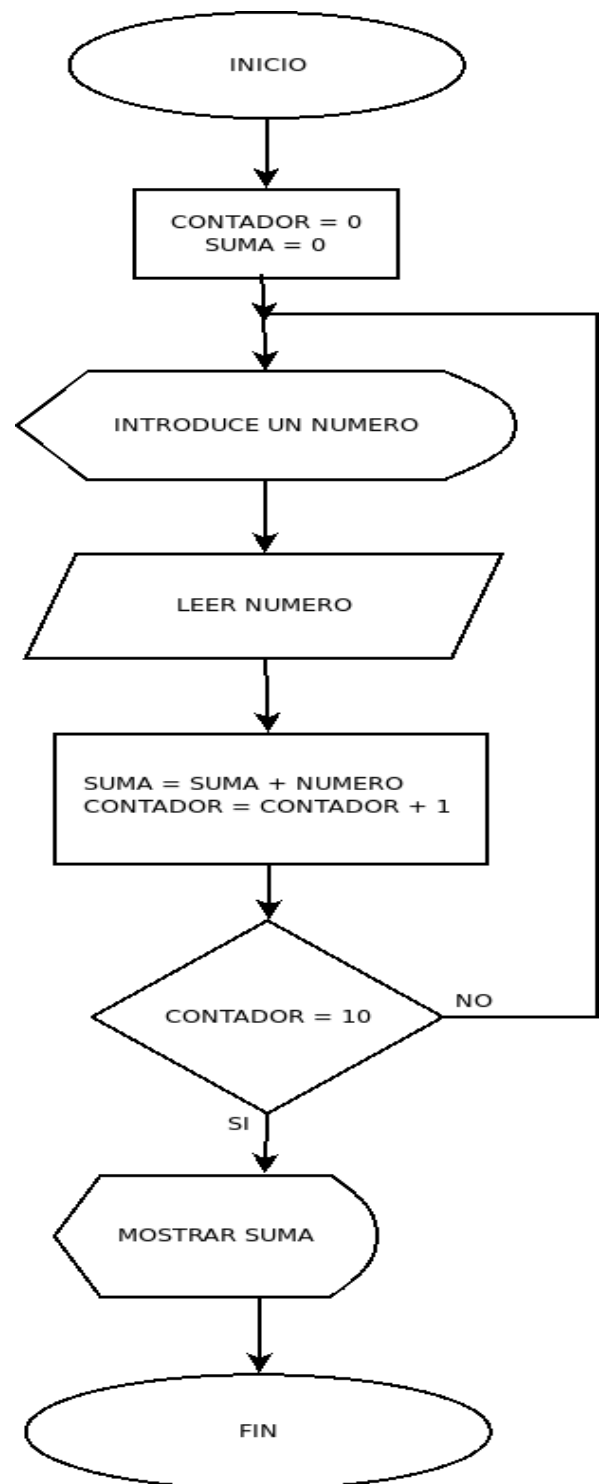 INICIO
CONTADOR = 0
SUMA = 0
INTRODUCE UN NUMERO
LEER NUMERO
SUMA = SUMA + NUMERO
CONTADOR = CONTADOR + 1
CONTADOR = 10
NO
SI
MOSTRAR SUMA
FIN